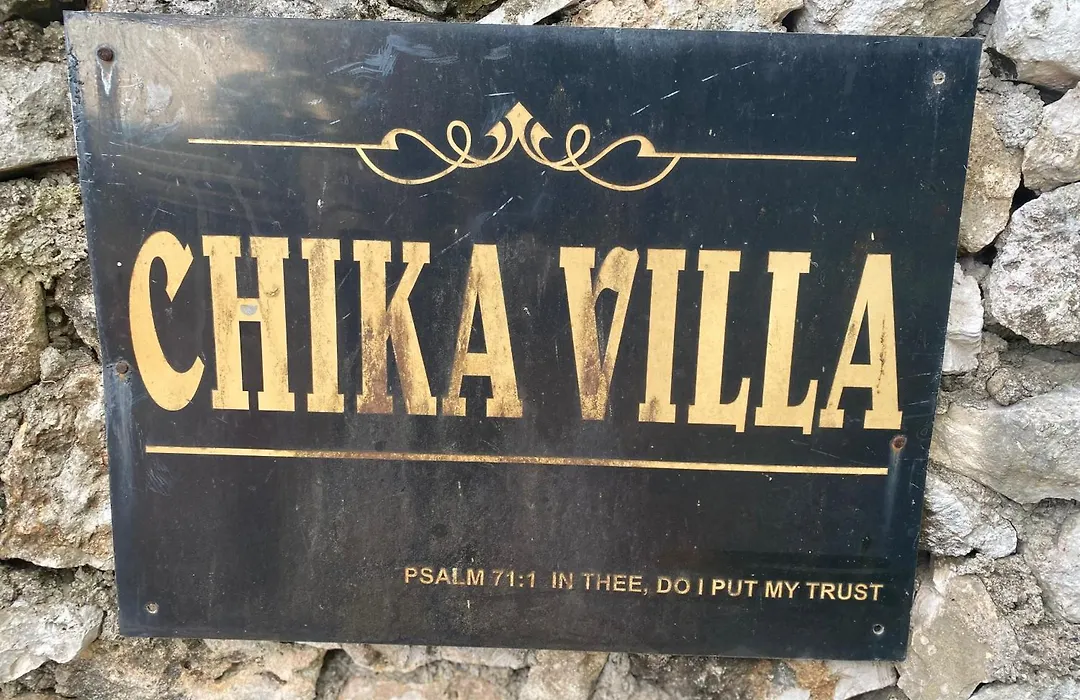 CHIKA VILLA
PSALM 71:1 IN THEE, DO I PUT MY TRUST